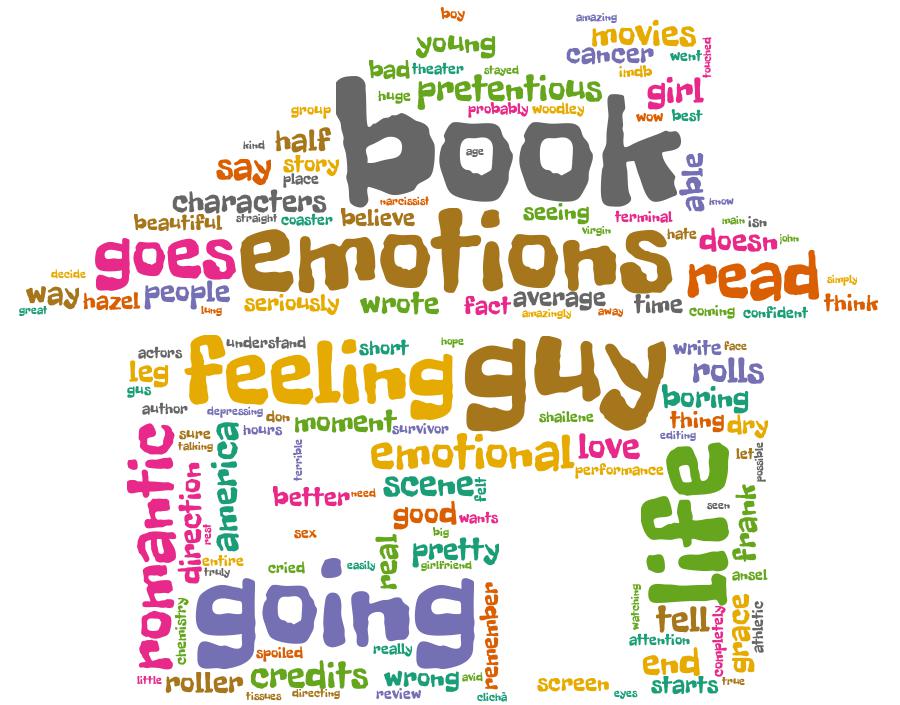 boy
amazing
young movies
cancer went touched
bad theater stayed imdb
huge pretentious girl
group probably woodley wow best
book
kind half age
say story able
place
characters narcissist know
beautiful straight coaster believe seeing terminal main isn
virgin hate doesn john
goes emotions read
decide simply
way hazel people seriously wrote fact average time think
great lung amazingly away coming confident
actors understand short hope write face
leg feeling guy rolls
gus boring
author depressing don moment shailene thing dry
sure hours survivor editing
talking
romantic direction america terrible emotional love let possible
performance
better need scene felt life seen frank
rest sex good wants
real big
entire pretty
truly cried easily girlfriend ansel
chemistry going remember watching tell completely grace athletic
attention
spoiled really end
little roller credits wrong avid screen starts true
tissues directing review clichã eyes